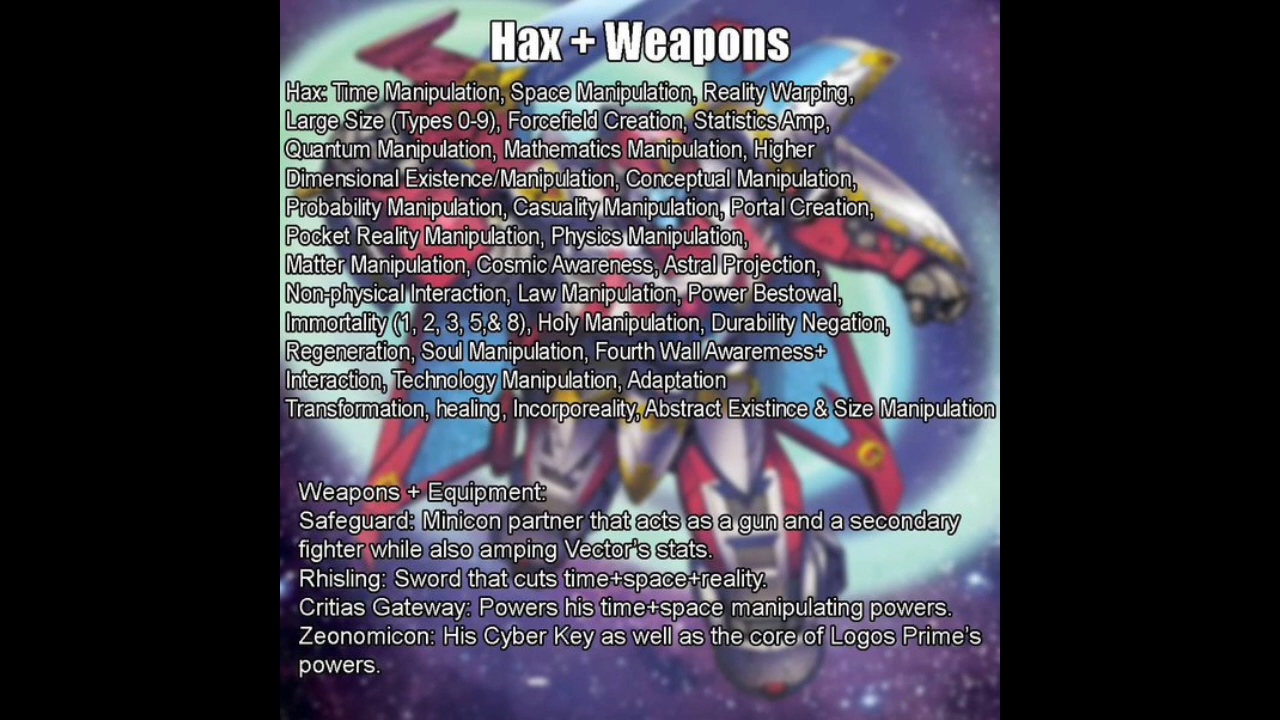 Hax + Weapons
Hax: Time Manipulation, Space Manipulation, Reality Warping,
Large Size (Types 0-9), Forcefield Creation, Statistics Amp,
Quantum Manipulation, Mathematics Manipulation, Higher
Dimensional Existence/Manipulation, Conceptual Manipulation,
Probability Manipulation, Casuality Manipulation, Portal Creation,
Pocket Reality Manipulation, Physics Manipulation,
Matter Manipulation, Cosmic Awareness, Astral Projection,
Non-physical Interaction, Law Manipulation, Power Bestowal,
Immortality (1, 2, 3, 5,& 8), Holy Manipulation, Durability Negation,
Regeneration, Soul Manipulation, Fourth Wall Awaremess+
Interaction, Technology Manipulation, Adaptation
Transformation, healing, Incorporeality, Abstract Existince & Size Manipulation
Weapons + Equipment:
Safeguard: Minicon partner that acts as a gun and a secondary
fighter while also amping Vector's stats.
Rhisling: Sword that cuts time+space+reality.
Critias Gateway: Powers his time+space manipulating powers.
Zeonomicon: His Cyber Key as well as the core of Logos Prime's
powers.